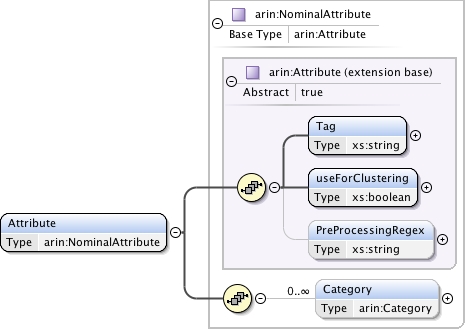 arin:NominalAttribute
Base Type arin:Attribute
arin:Attribute (extension base)
Abstract true
Tag
Type xs:string
useForClustering
Type xs:boolean
Attribute
Type arin:NominalAttribute
PreProcessingRegex
Type xs:string
0..∞
Category
Type arin:Category